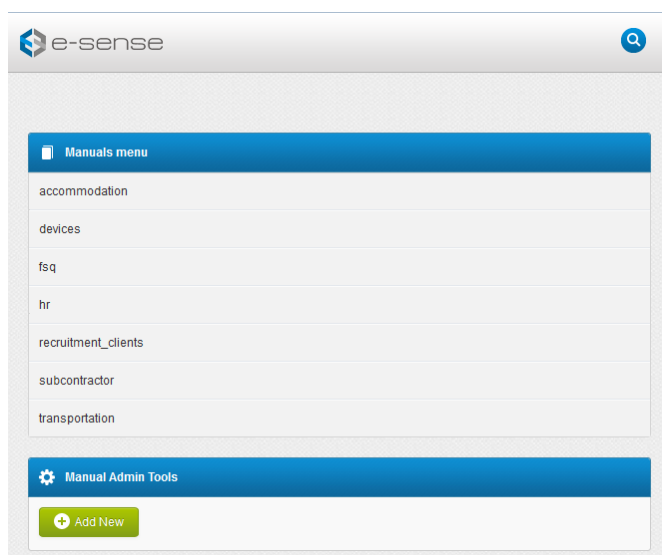 e-sense
Manuals menu
accommodation
devices
fsq
hr
recruitment_clients
subcontractor
transportation
Manual Admin Tools
Add New